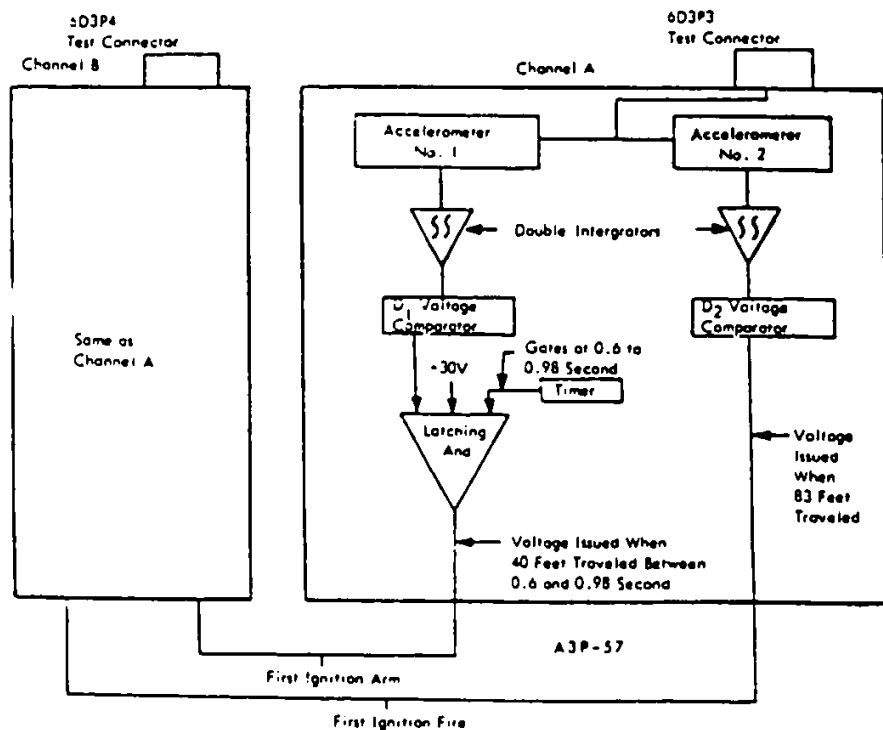 5D3P4
Test Connector
Channel B
6D3P3
Test Connector
Channel A
Accelerometer
No. 1
Accelerometer
No. 2
∫∫
Double Intergrators
∫∫
D1 Voltage
Comparator
D2 Voltage
Comparator
Same as
Channel A
Gates at 0.6 to
0.98 Second
-30V
Timer
Latching
And
Voltage
Issued
When
83 Feet
Traveled
Voltage Issued When
40 Feet Traveled Between
0.6 and 0.98 Second
A3P-57
First Ignition Arm
First Ignition Fire